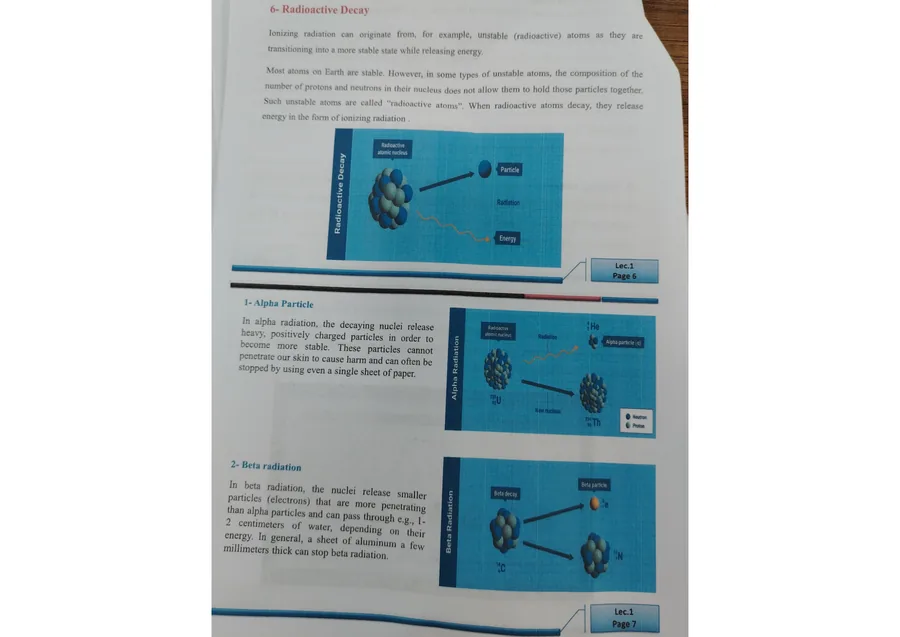 6- Radioactive Decay
Ionizing radiation can originate from, for example, unstable (radioactive) atoms as they are
transitioning into a more stable state while releasing energy.
Most atoms on Earth are stable. However, in some types of unstable atoms, the composition of the
number of protons and neutrons in their nucleus does not allow them to hold those particles together.
Such unstable atoms are called "radioactive atoms". When radioactive atoms decay, they release
energy in the form of ionizing radiation .
Radioactive Decay
Radioactive
atomic nucleus
Particle
Radiation
Energy
Lec.1
Page 6
1- Alpha Particle
In alpha radiation, the decaying nuclei release
heavy, positively charged particles in order to
become more stable. These particles cannot
penetrate our skin to cause harm and can often be
stopped by using even a single sheet of paper.
Alpha Radiation
Radioactive
atomic nucleus
Radiation
He
Alpha particle
U
New nucleus
Th
Neutron
Proton
2- Beta radiation
In beta radiation, the nuclei release smaller
particles (electrons) that are more penetrating
than alpha particles and can pass through e.g., 1-
2 centimeters of water, depending on their
energy. In general, a sheet of aluminum a few
millimeters thick can stop beta radiation.
Beta Radiation
Beta decay
Beta particle
e
C
N
Lec.1
Page 7